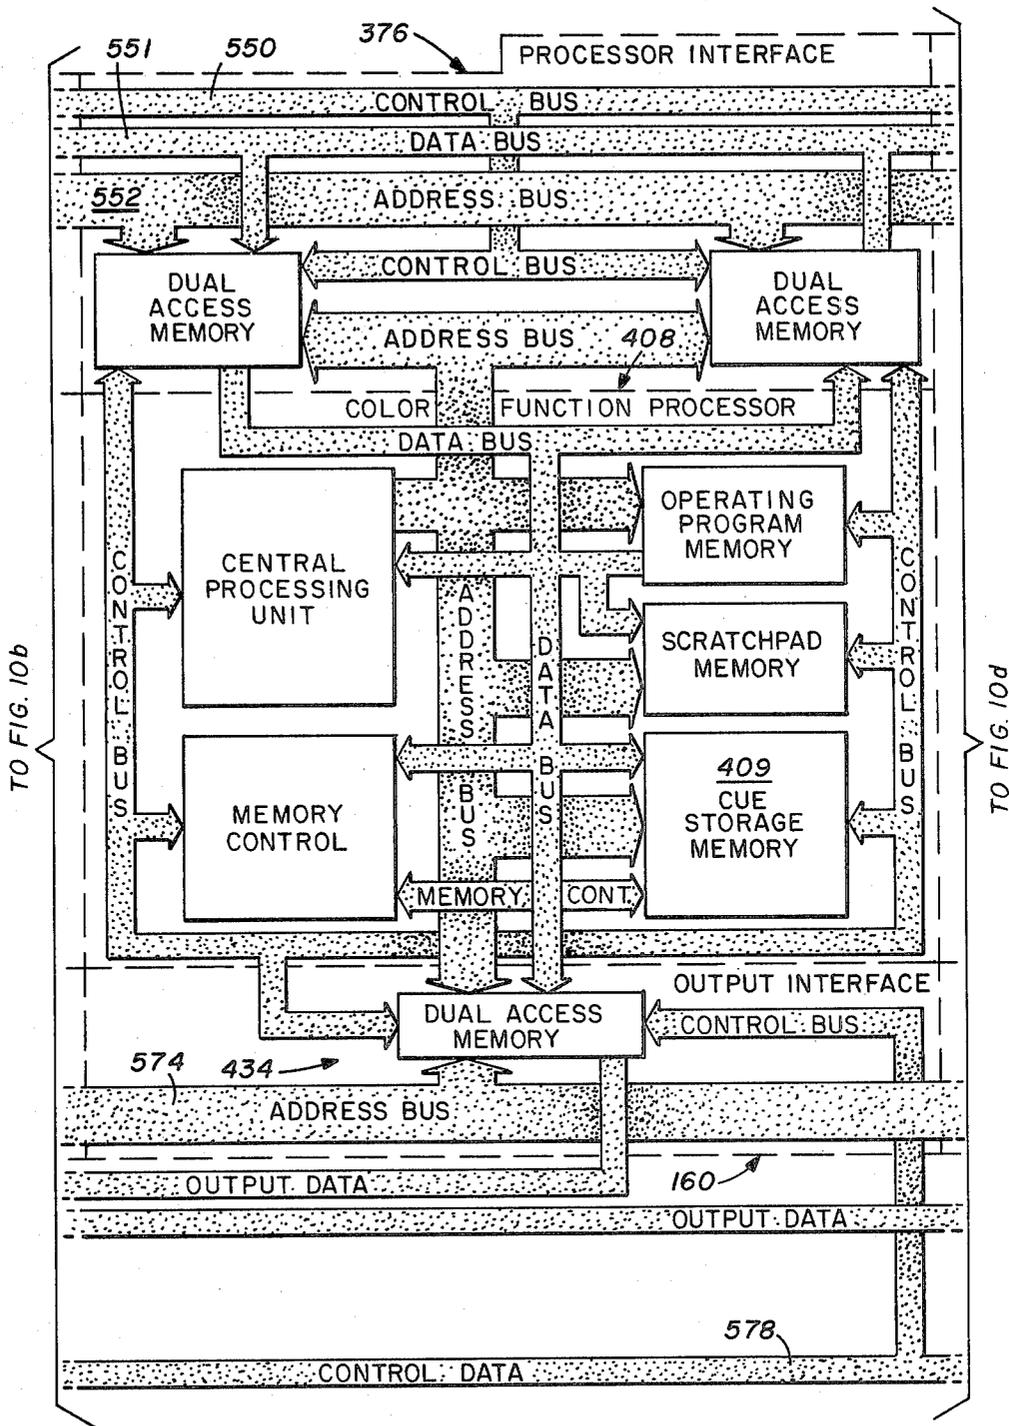 551
550
376
PROCESSOR INTERFACE
CONTROL BUS
DATA BUS
552
ADDRESS BUS
CONTROL BUS
DUAL
ACCESS
MEMORY
DUAL
ACCESS
MEMORY
ADDRESS BUS
408
COLOR FUNCTION PROCESSOR
DATA BUS
CENTRAL
PROCESSING
UNIT
OPERATING
PROGRAM
MEMORY
SCRATCHPAD
MEMORY
CONTROL BUS
ADDRESS BUS
DATA BUS
CONTROL BUS
TO FIG. 10b
TO FIG. 10d
MEMORY
CONTROL
409
CUE
STORAGE
MEMORY
MEMORY CONT.
OUTPUT INTERFACE
DUAL ACCESS
MEMORY
CONTROL BUS
434
574
ADDRESS BUS
160
OUTPUT DATA
OUTPUT DATA
578
CONTROL DATA